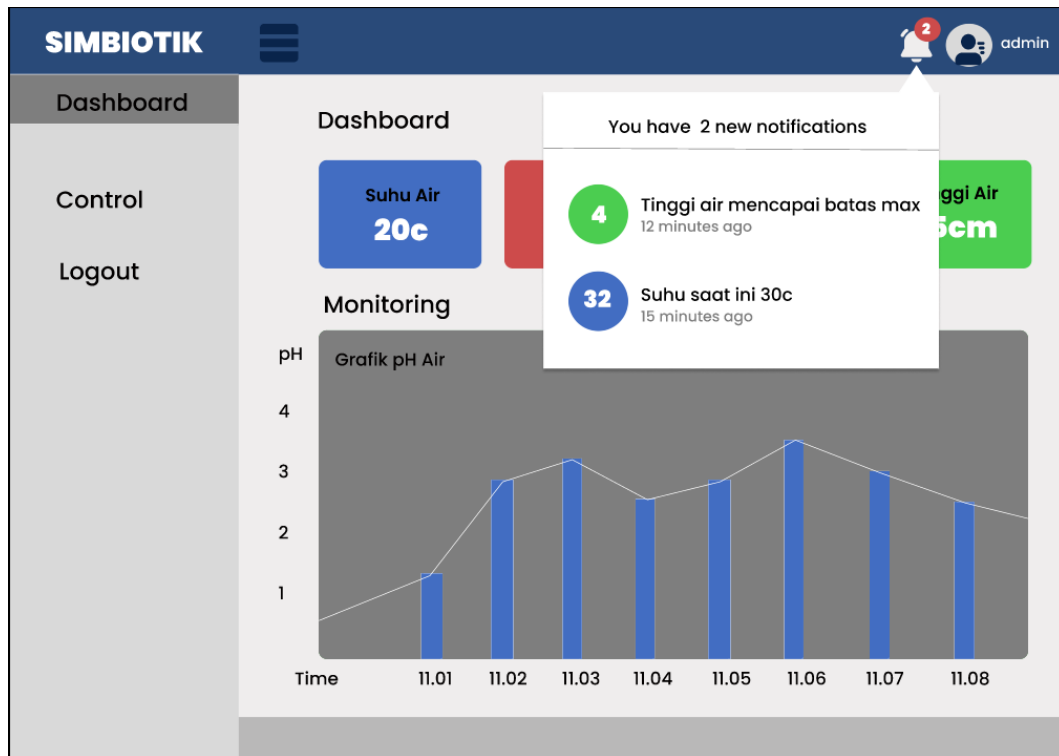 SIMBIOTIK
2
admin
Dashboard
Control
Logout
Dashboard
You have 2 new notifications
4
Tinggi air mencapai batas max
12 minutes ago
32
Suhu saat ini 30c
15 minutes ago
Suhu Air
20c
Air
cm
Monitoring
pH
Grafik pH Air
4
3
2
1
Time 11.01 11.02 11.03 11.04 11.05 11.06 11.07 11.08